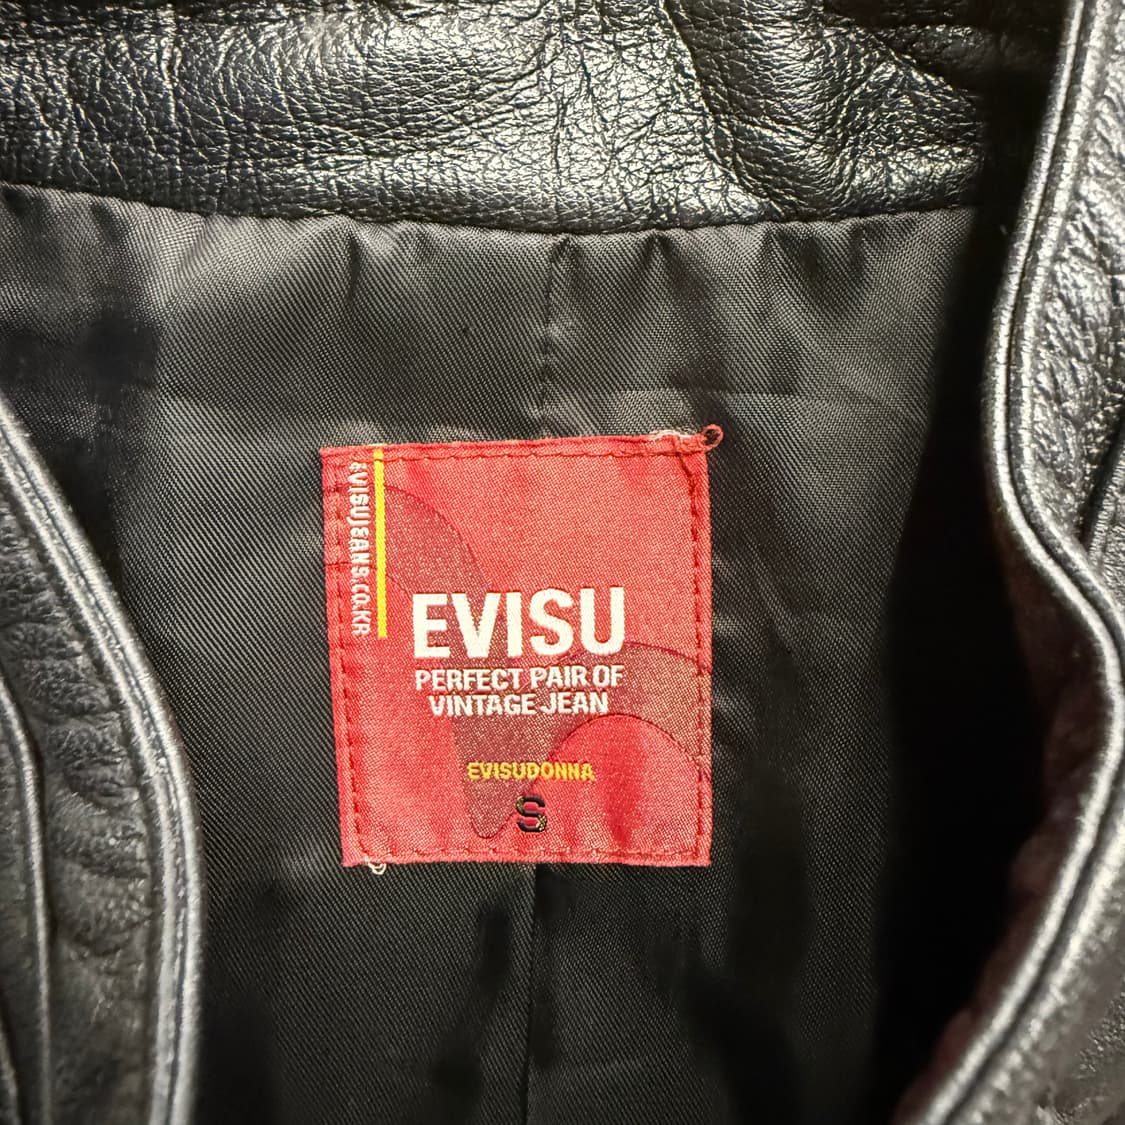 EVISUJEANS.CO.KR
EVISU
PERFECT PAIR OF
VINTAGE JEAN
EVISUDONNA
S